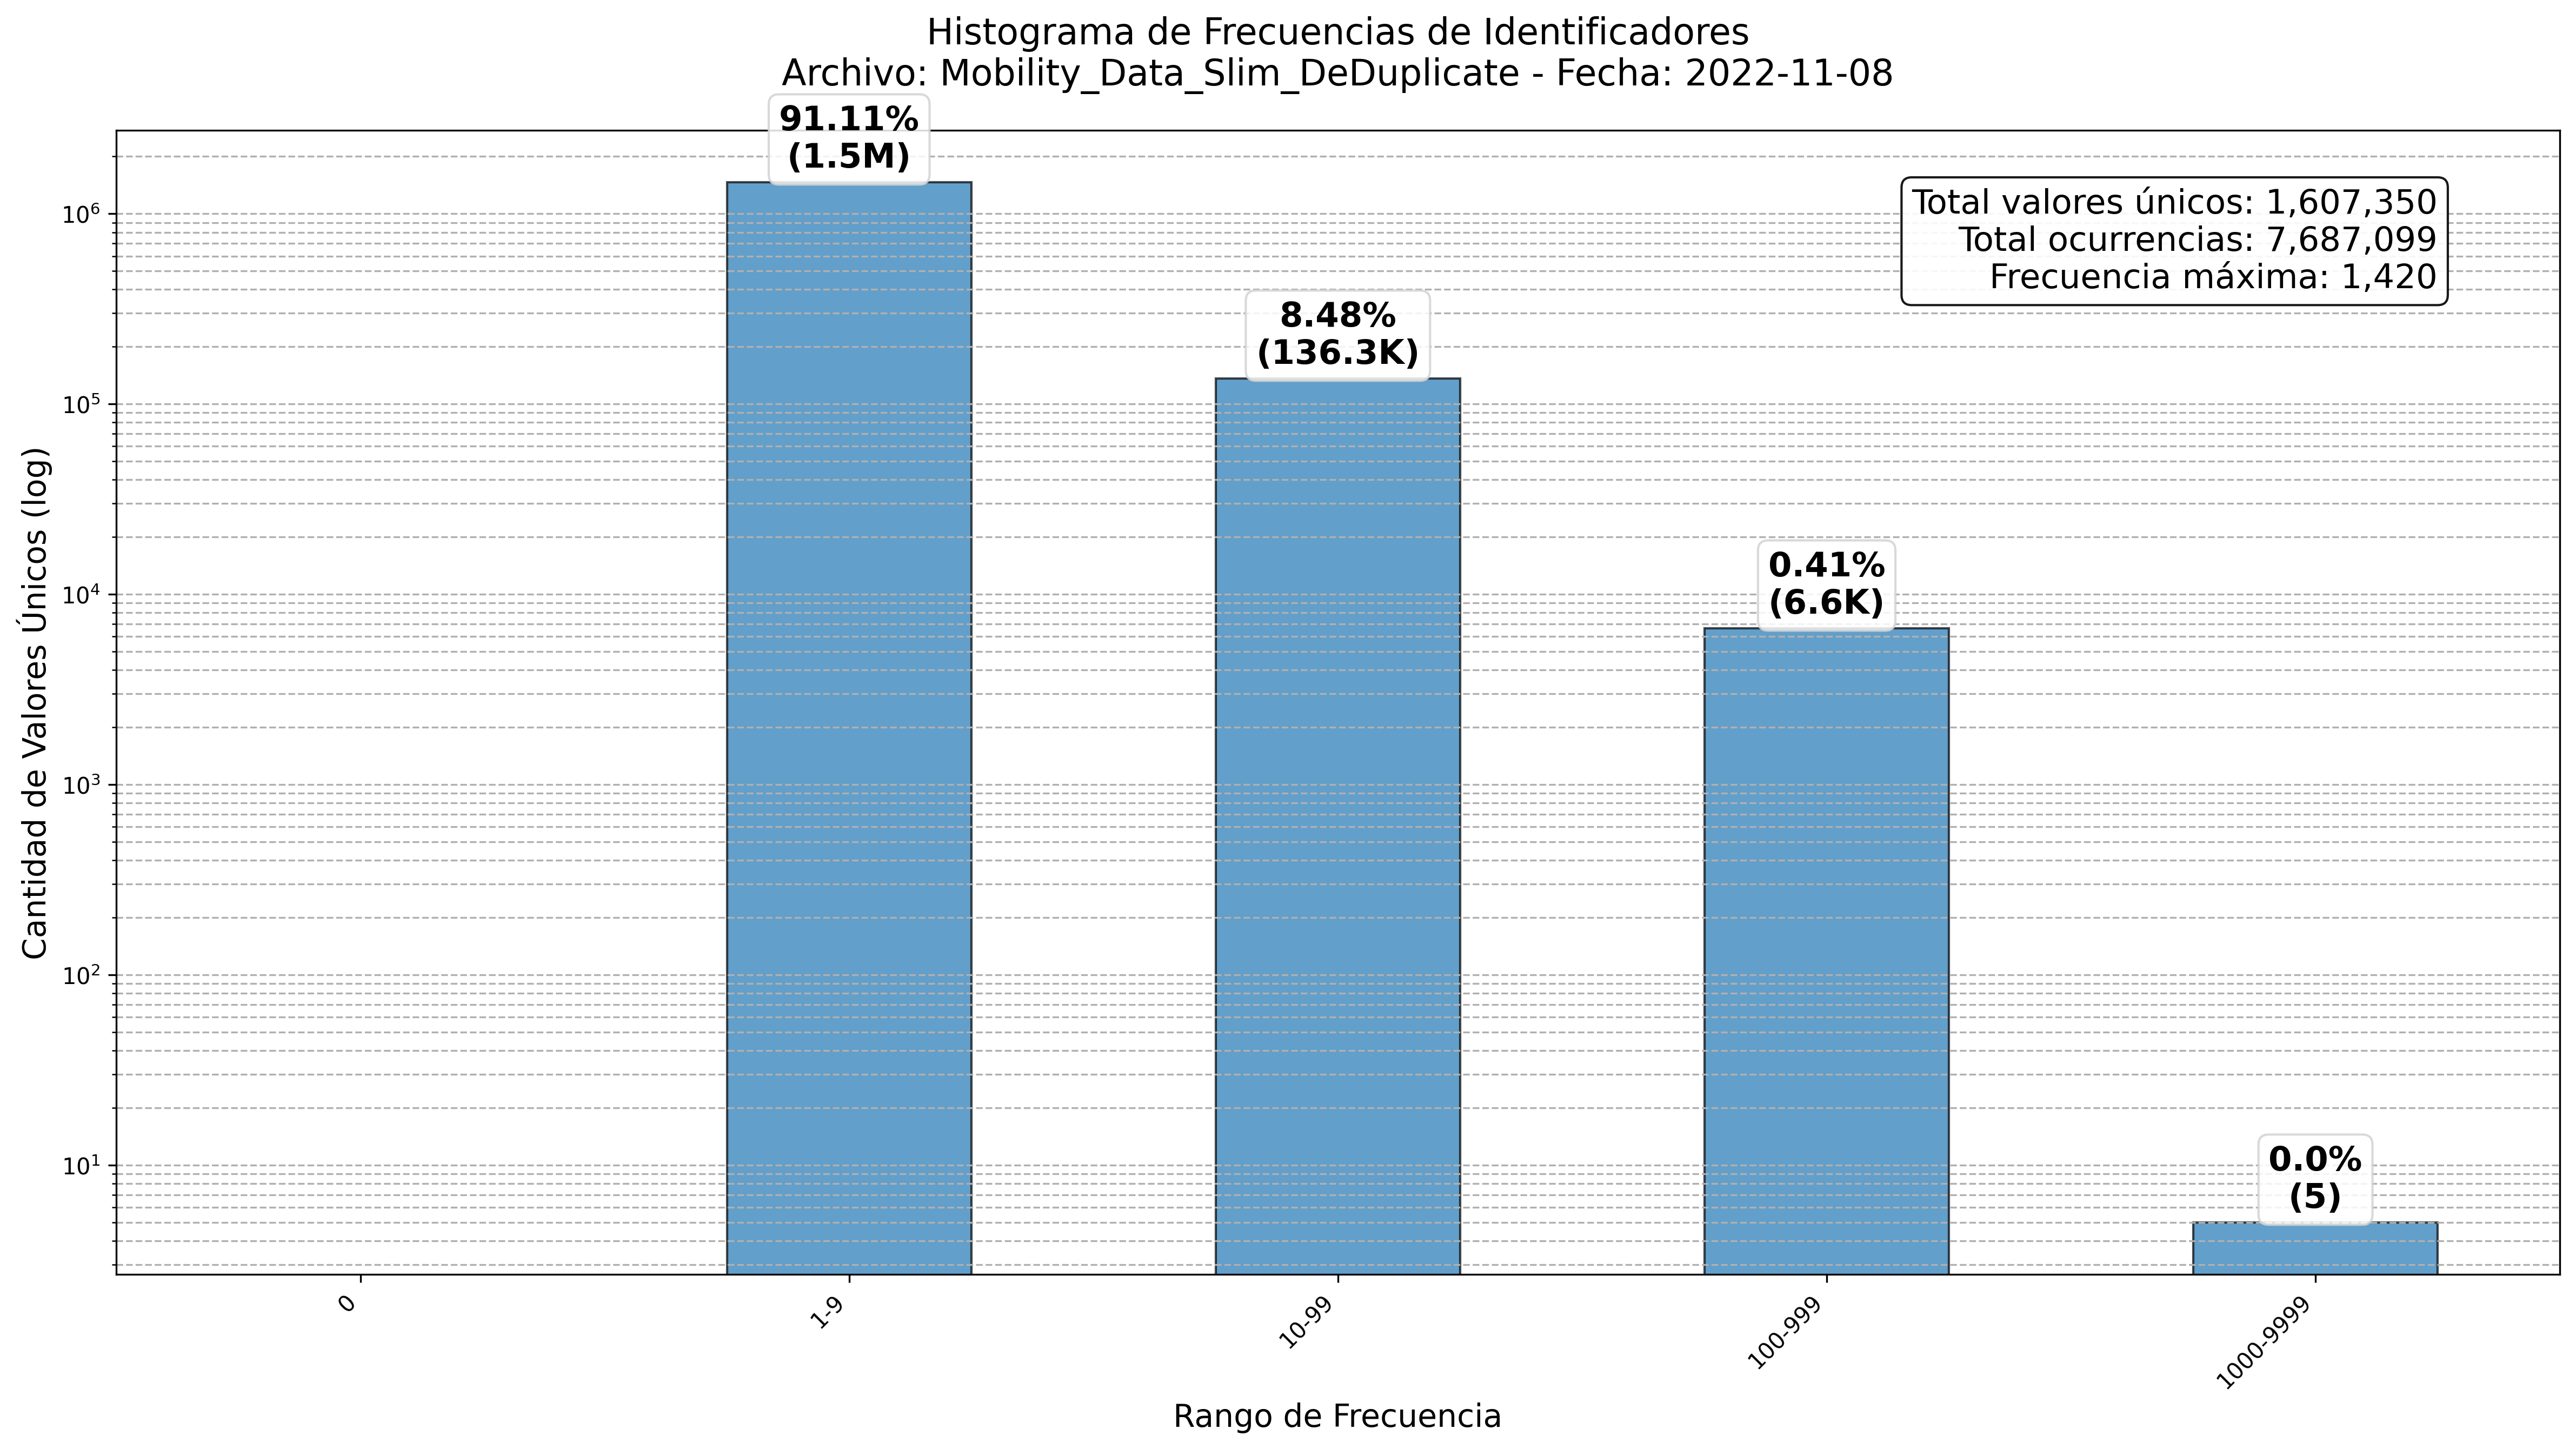 Histograma de Frecuencias de Identificadores
Archivo: Mobility_Data_Slim_DeDuplicate - Fecha: 2022-11-08
91.11%
(1.5M)
Total valores únicos: 1,607,350
Total ocurrencias: 7,687,099
Frecuencia máxima: 1,420
8.48%
(136.3K)
0.41%
(6.6K)
0.0%
(5)
Cantidad de Valores Únicos (log)
10⁶
10⁵
10⁴
10³
10²
10¹
0
1-9
10-99
100-999
1000-9999
Rango de Frecuencia